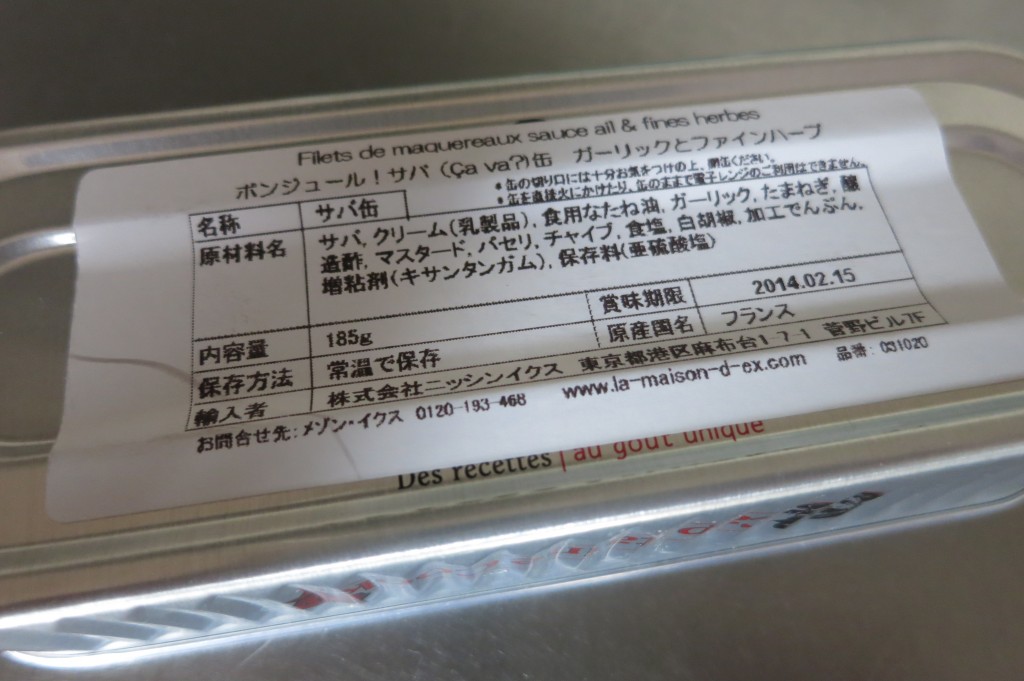 Filets de maquereaux sauce ail & fines herbes
ボンジュール！サバ（Ça va?)缶 ガーリックとファインハーブ
＊缶の切り口には十分お気をつけの上、開缶ください。
＊缶を直接火にかけたり、缶のままで電子レンジのご利用はできません。
名称 サバ缶
原材料名 サバ, クリーム(乳製品), 食用なたね油, ガーリック, たまねぎ, 醸
造酢, マスタード, パセリ, チャイブ, 食塩, 白胡椒, 加工でんぷん,
増粘剤(キサンタンガム), 保存料(亜硫酸塩)
内容量 185g 賞味期限 2014.02.15
保存方法 常温で保存 原産国名 フランス
輸入者 株式会社ニッシンイクス 東京都港区麻布台1-7-1 菅野ビル7F
お問合せ先:メゾン・イクス 0120-193-468 www.la-maison-d-ex.com 品番: 031020
Des recettes | au goût unique